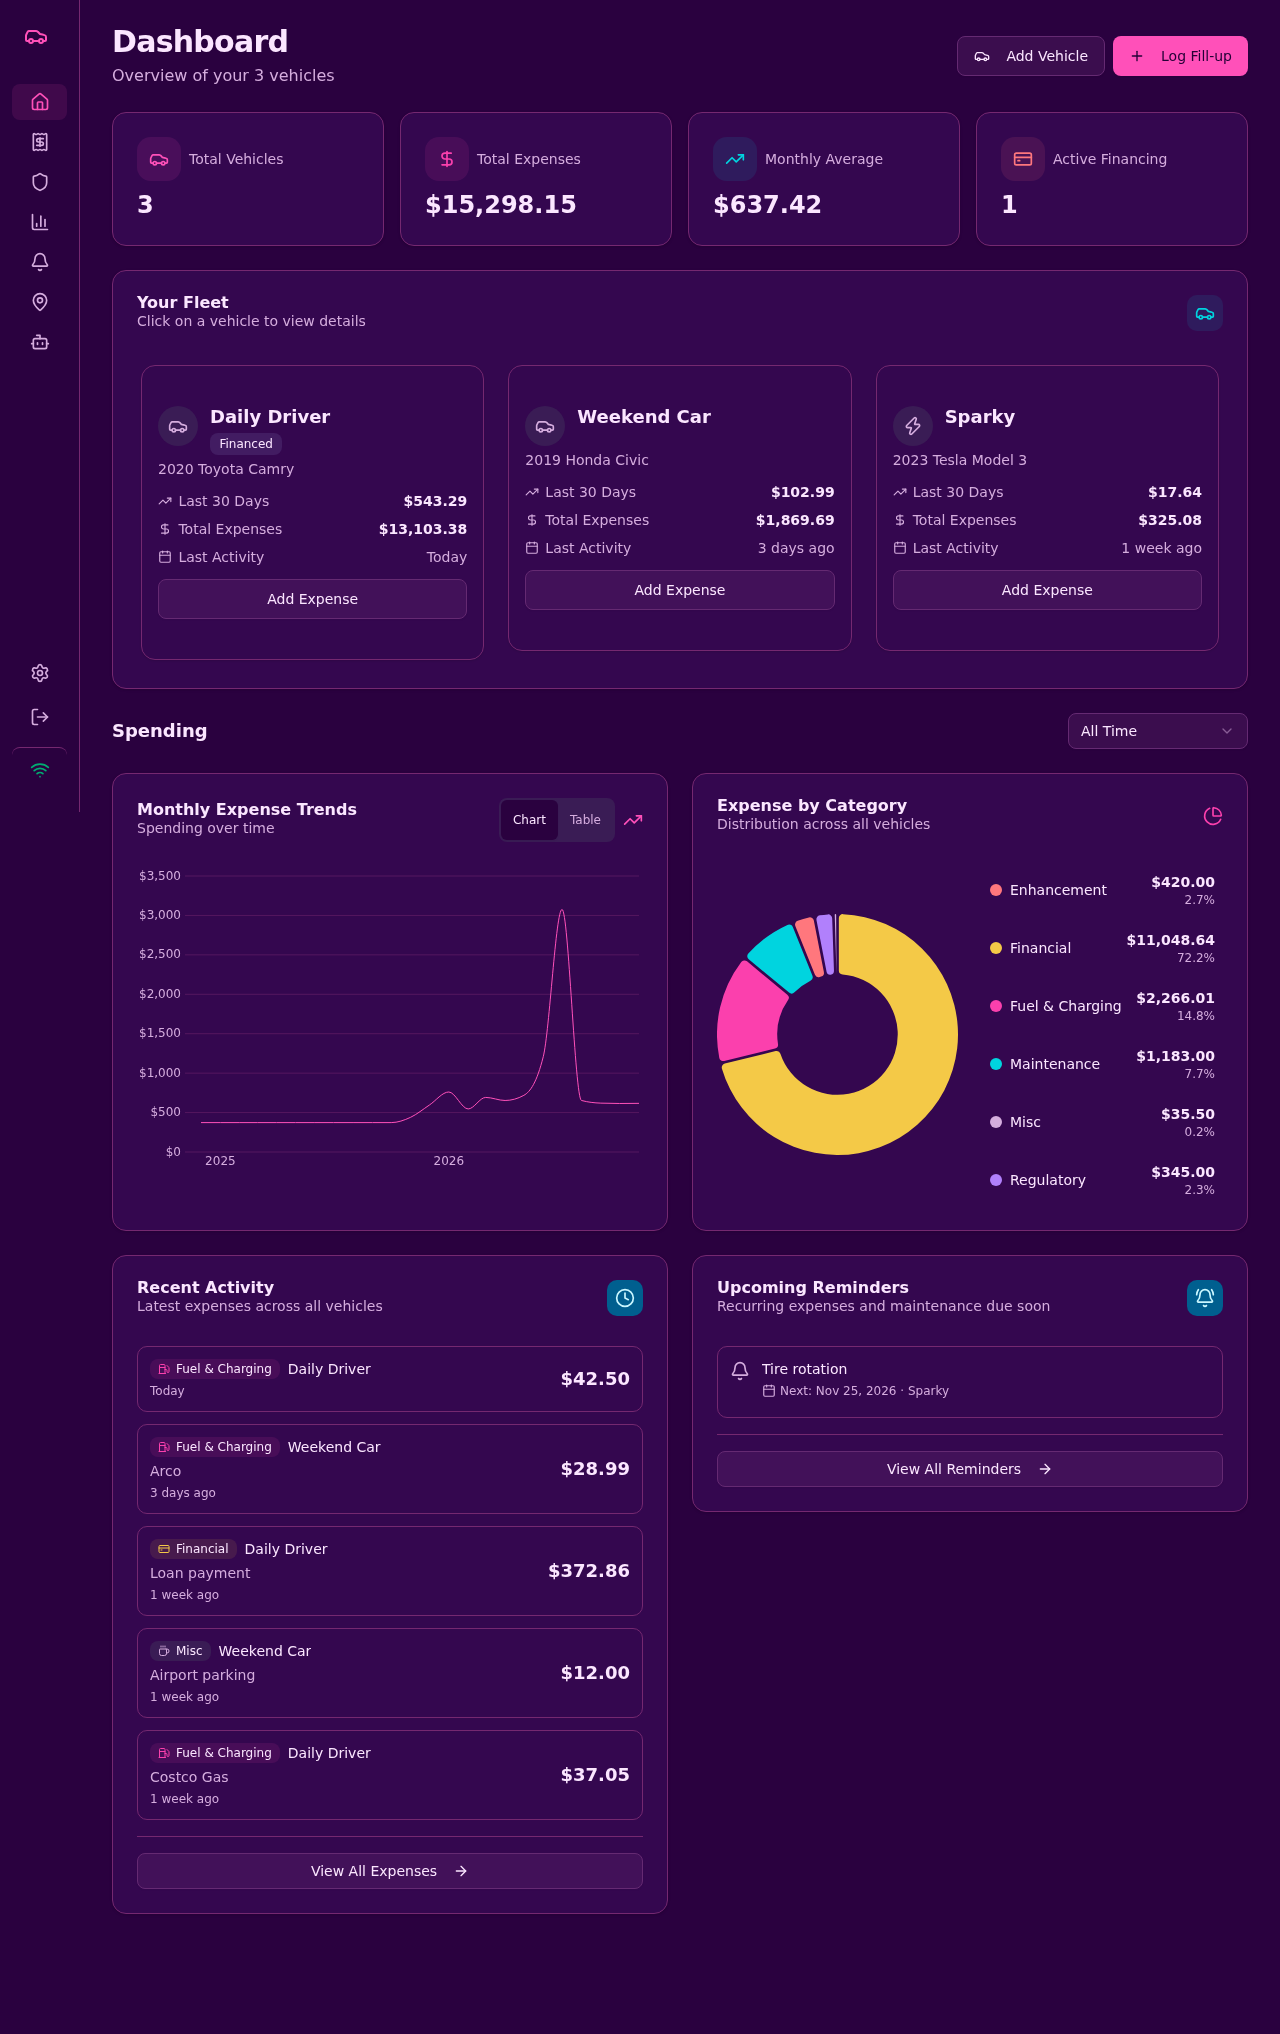 Dashboard
Overview of your 3 vehicles
Add Vehicle
Log Fill-up
Total Vehicles
3
Total Expenses
$15,298.15
Monthly Average
$637.42
Active Financing
1
Your Fleet
Click on a vehicle to view details
Daily Driver
Financed
2020 Toyota Camry
Last 30 Days $543.29
Total Expenses $13,103.38
Last Activity Today
Add Expense
Weekend Car
2019 Honda Civic
Last 30 Days $102.99
Total Expenses $1,869.69
Last Activity 3 days ago
Add Expense
Sparky
2023 Tesla Model 3
Last 30 Days $17.64
Total Expenses $325.08
Last Activity 1 week ago
Add Expense
Spending
All Time
Monthly Expense Trends
Spending over time
Chart Table
$3,500
$3,000
$2,500
$2,000
$1,500
$1,000
$500
$0
2025 2026
Expense by Category
Distribution across all vehicles
Enhancement $420.00
2.7%
Financial $11,048.64
72.2%
Fuel & Charging $2,266.01
14.8%
Maintenance $1,183.00
7.7%
Misc $35.50
0.2%
Regulatory $345.00
2.3%
Recent Activity
Latest expenses across all vehicles
Fuel & Charging Daily Driver
Today
$42.50
Fuel & Charging Weekend Car
Arco
3 days ago
$28.99
Financial Daily Driver
Loan payment
1 week ago
$372.86
Misc Weekend Car
Airport parking
1 week ago
$12.00
Fuel & Charging Daily Driver
Costco Gas
1 week ago
$37.05
View All Expenses
Upcoming Reminders
Recurring expenses and maintenance due soon
Tire rotation
Next: Nov 25, 2026 · Sparky
View All Reminders